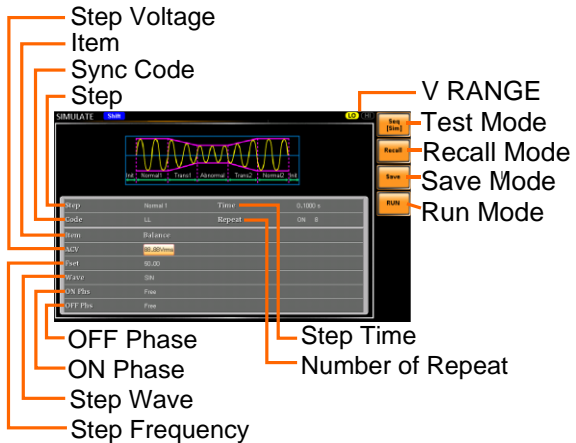 Step Voltage
Item
Sync Code
Step
V RANGE
Test Mode
Recall Mode
Save Mode
Run Mode
SIMULATE Shift LO HI
Seq [Sim]
Recall
Save
RUN
Init Normal1 Trans1 Abnormal Trans2 Normal2 Init
Step Normal 1 Time 0.1000 s
Code LL Repeat ON 8
Item Balance
ACV
Fset
Wave SIN
ON Phs Free
OFF Phs Free
OFF Phase
ON Phase
Step Wave
Step Frequency
Step Time
Number of Repeat